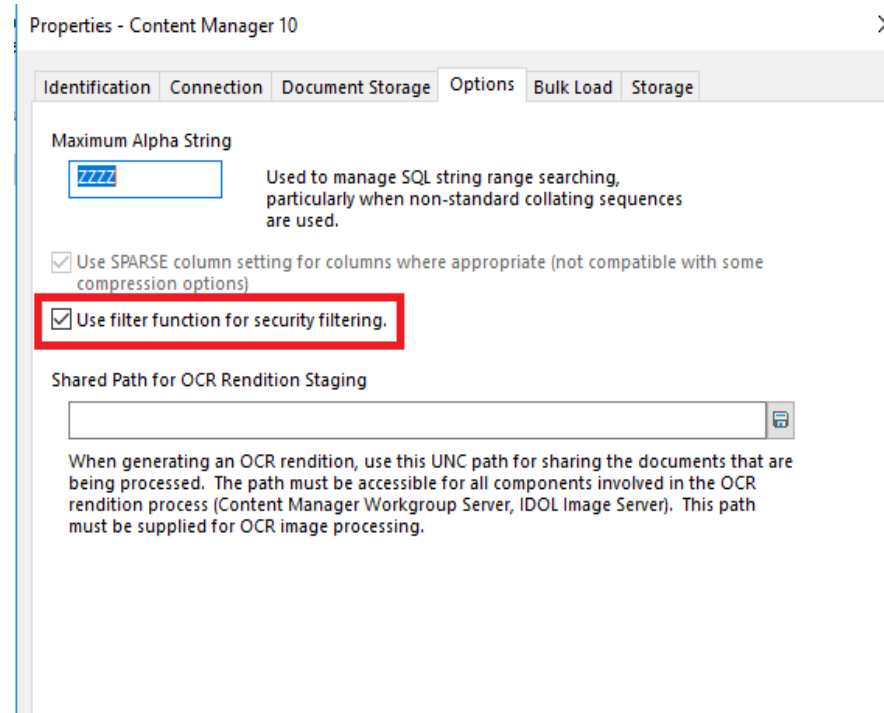 Properties - Content Manager 10
Identification Connection Document Storage Options Bulk Load Storage
Maximum Alpha String
ZZZZ
Used to manage SQL string range searching,
particularly when non-standard collating sequences
are used.
Use SPARSE column setting for columns where appropriate (not compatible with some
compression options)
Use filter function for security filtering.
Shared Path for OCR Rendition Staging
When generating an OCR rendition, use this UNC path for sharing the documents that are
being processed. The path must be accessible for all components involved in the OCR
rendition process (Content Manager Workgroup Server, IDOL Image Server). This path
must be supplied for OCR image processing.